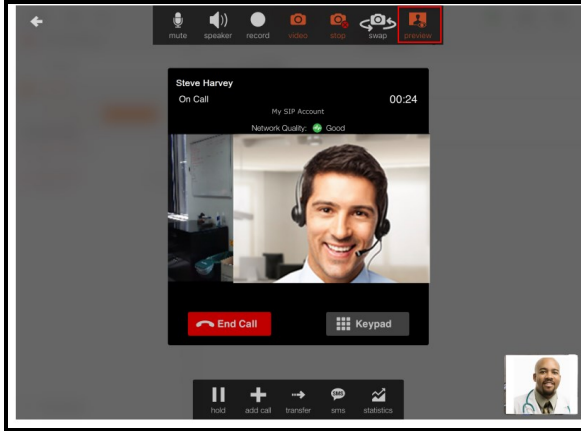 mute speaker record video stop swap preview
Steve Harvey
On Call 00:24
My SIP Account
Network Quality: Good
End Call Keypad
hold add call transfer sms statistics
SMS